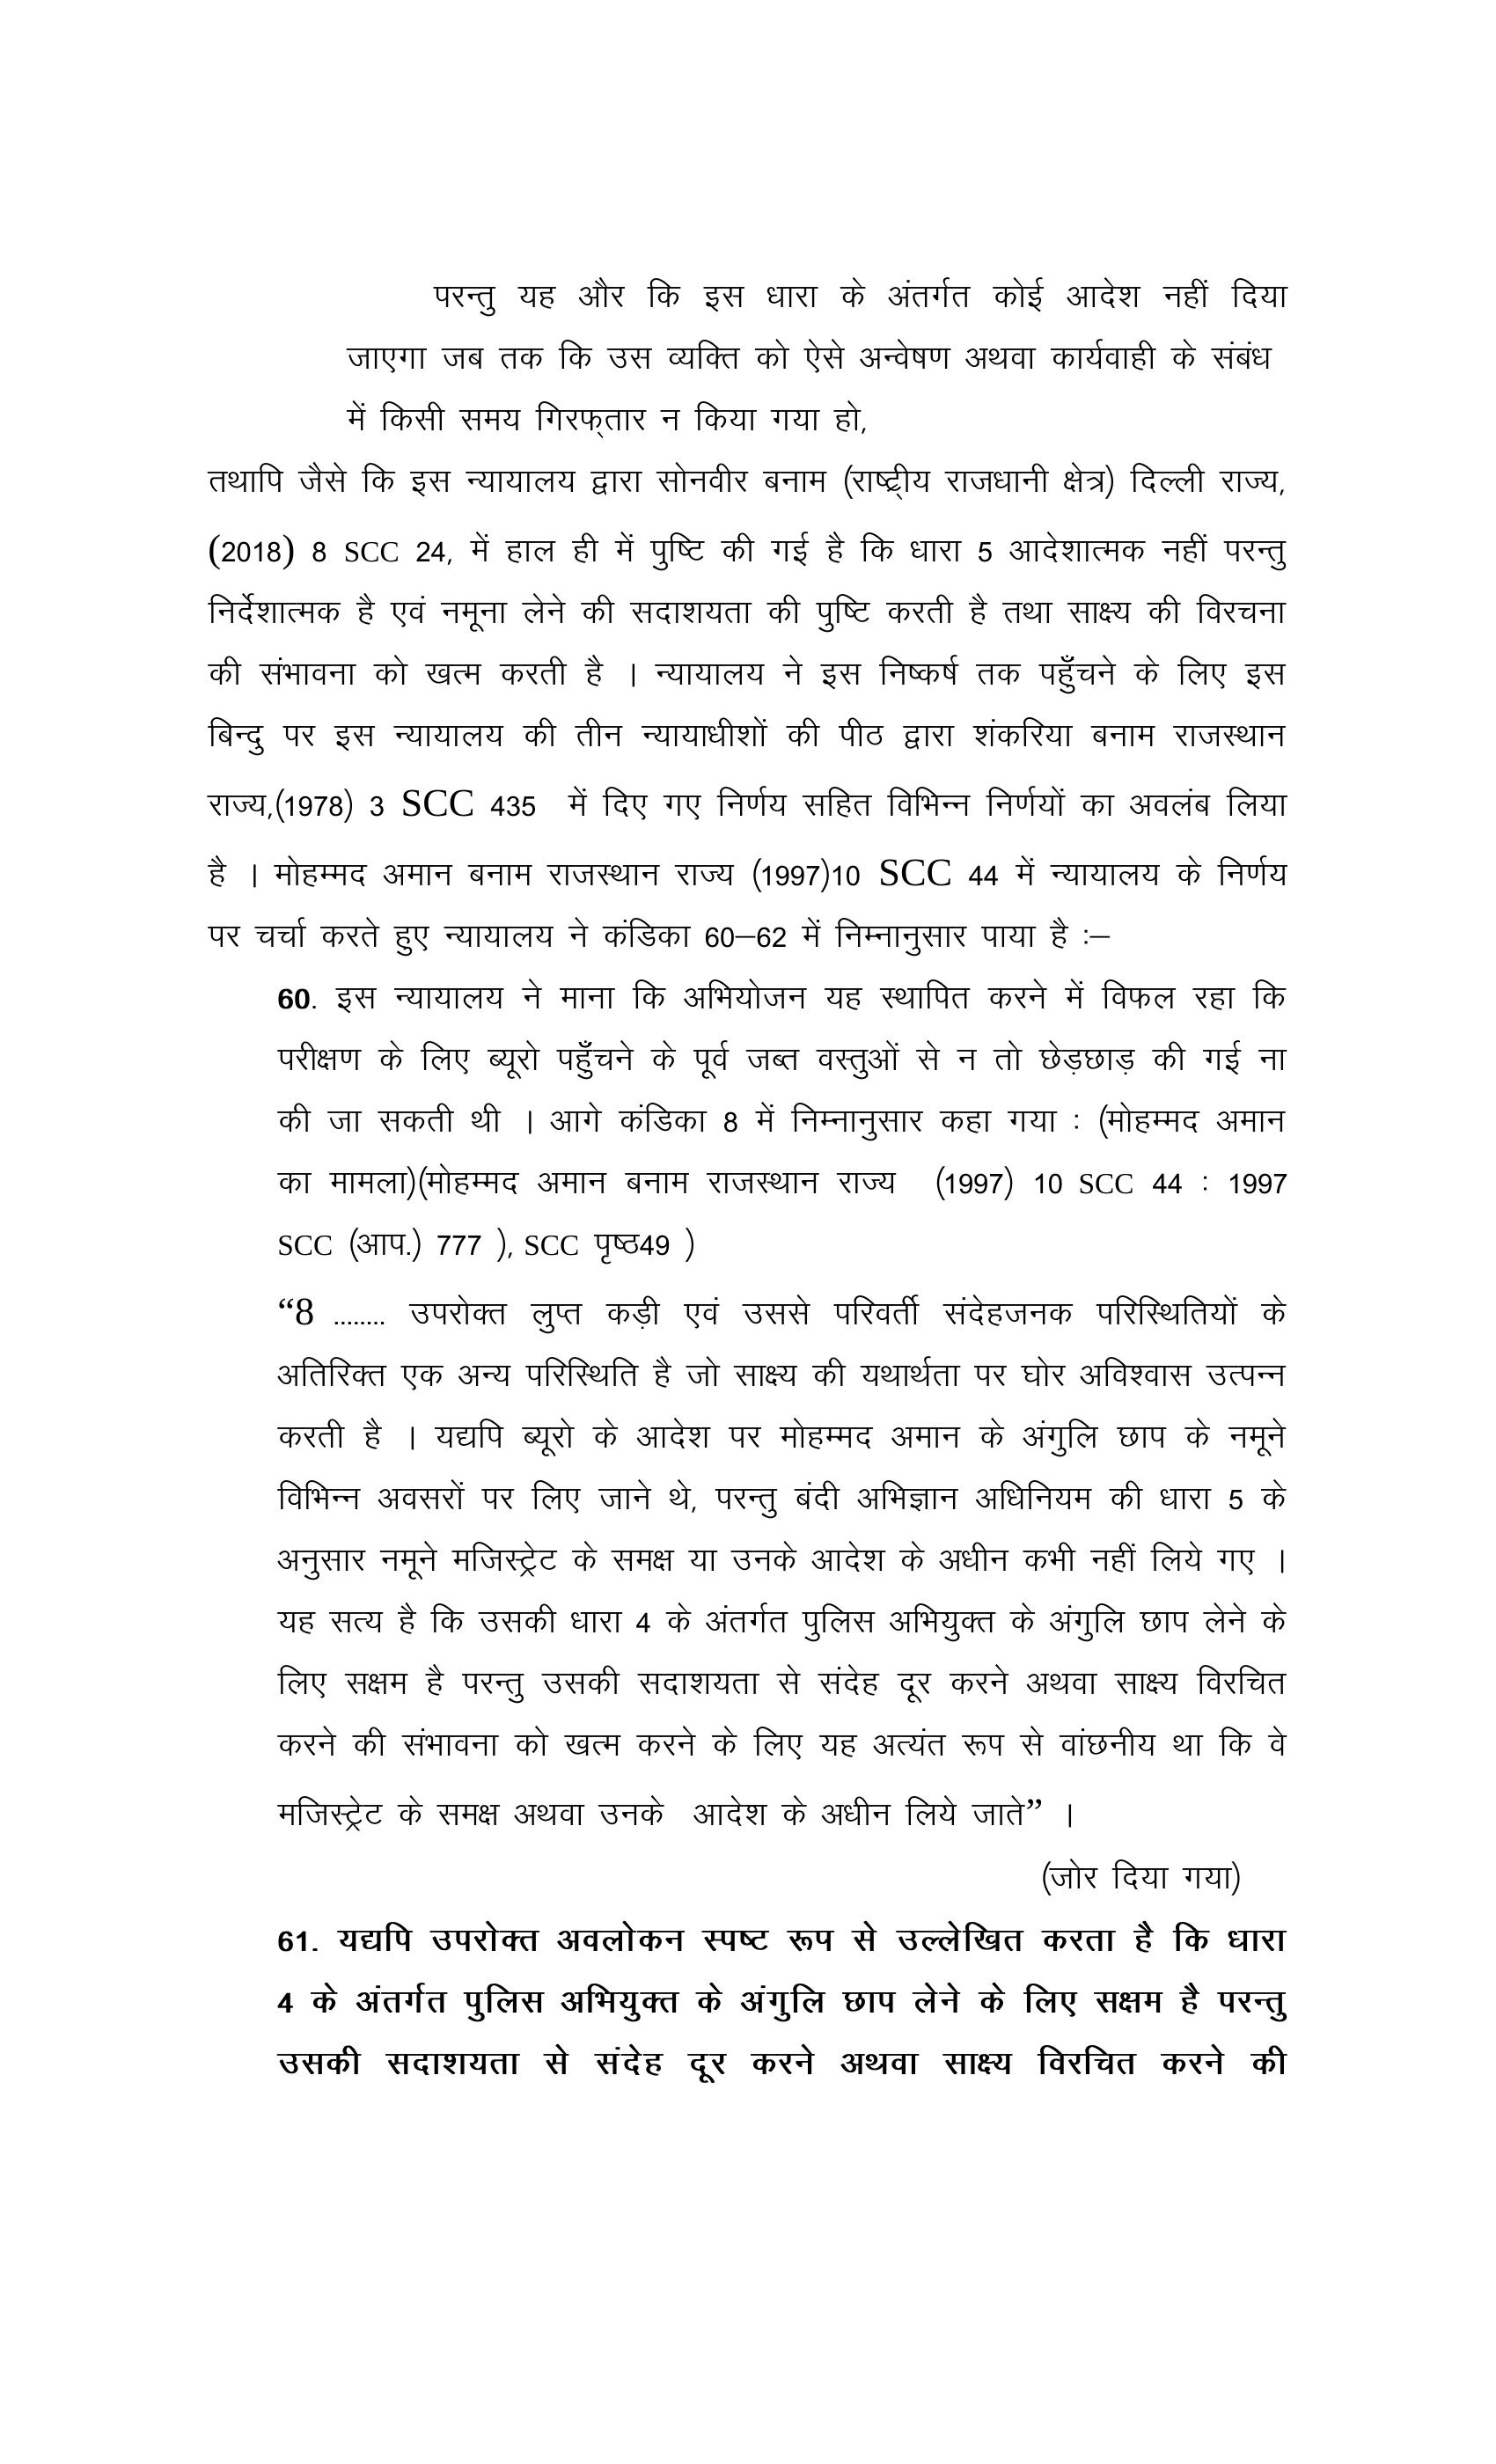 परन्तु यह और कि इस धारा के अंतर्गत कोई आदेश नहीं दिया
जाएगा जब तक कि उस व्यक्ति को ऐसे अन्वेषण अथवा कार्यवाही के संबंध
में किसी समय गिरफ्तार न किया गया हो,
तथापि जैसे कि इस न्यायालय द्वारा सोनवीर बनाम (राष्ट्रीय राजधानी क्षेत्र) दिल्ली राज्य,
(2018) 8 SCC 24, में हाल ही में पुष्टि की गई है कि धारा 5 आदेशात्मक नहीं परन्तु
निर्देशात्मक है एवं नमूना लेने की सदाशयता की पुष्टि करती है तथा साक्ष्य की विरचना
की संभावना को खत्म करती है । न्यायालय ने इस निष्कर्ष तक पहुँचने के लिए इस
बिन्दु पर इस न्यायालय की तीन न्यायाधीशों की पीठ द्वारा शंकरिया बनाम राजस्थान
राज्य,(1978) 3 SCC 435 में दिए गए निर्णय सहित विभिन्न निर्णयों का अवलंब लिया
है । मोहम्मद अमान बनाम राजस्थान राज्य (1997)10 SCC 44 में न्यायालय के निर्णय
पर चर्चा करते हुए न्यायालय ने कंडिका 60–62 में निम्नानुसार पाया है :–
60. इस न्यायालय ने माना कि अभियोजन यह स्थापित करने में विफल रहा कि
परीक्षण के लिए ब्यूरो पहुँचने के पूर्व जब्त वस्तुओं से न तो छेड़छाड़ की गई ना
की जा सकती थी । आगे कंडिका 8 में निम्नानुसार कहा गया : (मोहम्मद अमान
का मामला)(मोहम्मद अमान बनाम राजस्थान राज्य (1997) 10 SCC 44 : 1997
SCC (आप.) 777 ), SCC पृष्ठ49 )
“8 ........ उपरोक्त लुप्त कड़ी एवं उससे परिवर्ती संदेहजनक परिस्थितियों के
अतिरिक्त एक अन्य परिस्थिति है जो साक्ष्य की यथार्थता पर घोर अविश्वास उत्पन्न
करती है । यद्यपि ब्यूरो के आदेश पर मोहम्मद अमान के अंगुलि छाप के नमूने
विभिन्न अवसरों पर लिए जाने थे, परन्तु बंदी अभिज्ञान अधिनियम की धारा 5 के
अनुसार नमूने मजिस्ट्रेट के समक्ष या उनके आदेश के अधीन कभी नहीं लिये गए ।
यह सत्य है कि उसकी धारा 4 के अंतर्गत पुलिस अभियुक्त के अंगुलि छाप लेने के
लिए सक्षम है परन्तु उसकी सदाशयता से संदेह दूर करने अथवा साक्ष्य विरचित
करने की संभावना को खत्म करने के लिए यह अत्यंत रूप से वांछनीय था कि वे
मजिस्ट्रेट के समक्ष अथवा उनके आदेश के अधीन लिये जाते” ।
(जोर दिया गया)
61. यद्यपि उपरोक्त अवलोकन स्पष्ट रूप से उल्लेखित करता है कि धारा
4 के अंतर्गत पुलिस अभियुक्त के अंगुलि छाप लेने के लिए सक्षम है परन्तु
उसकी सदाशयता से संदेह दूर करने अथवा साक्ष्य विरचित करने की